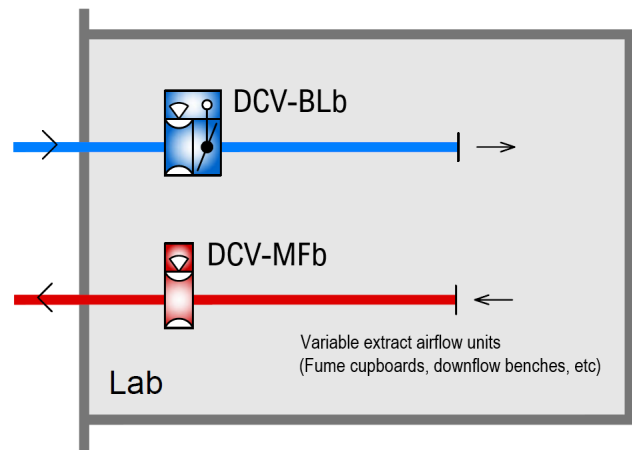 DCV-BLb
DCV-MFb
Variable extract airflow units
(Fume cupboards, downflow benches, etc)
Lab